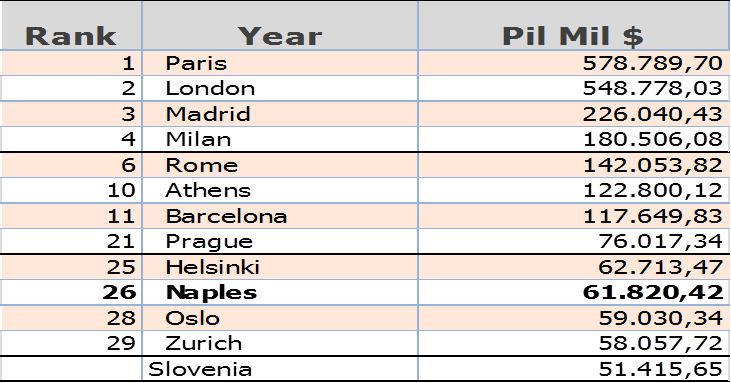 Rank Year Pil Mil $
1 Paris 578.789,70
2 London 548.778,03
3 Madrid 226.040,43
4 Milan 180.506,08
6 Rome 142.053,82
10 Athens 122.800,12
11 Barcelona 117.649,83
21 Prague 76.017,34
25 Helsinki 62.713,47
26 Naples 61.820,42
28 Oslo 59.030,34
29 Zurich 58.057,72
Slovenia 51.415,65